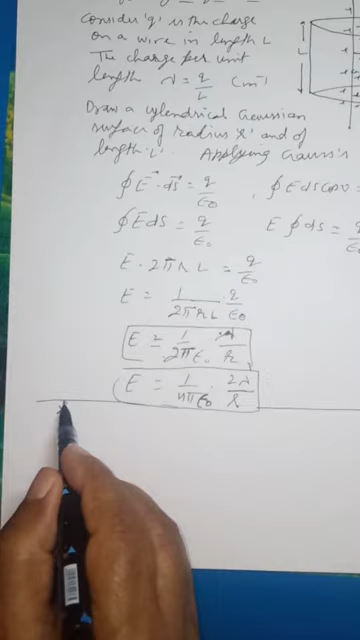 Consider 'q' is the charge
on a wire in length L
The charge per unit
length λ = q/L Cm⁻¹
Draw a cylendrical Gaussian
surface of radius 'r' and of
length 'L'. Applying Gauss's
∮ E⃗ · ds⃗ = q/ε₀ , ∮ E ds cos
∮ E ds = q/ε₀ E ∮ ds = q/ε₀
E · 2πrL = q/ε₀
E = 1/2πrL · q/ε₀
E = 1/2πε₀ λ/r
E = 1/4πε₀ · 2λ/r
L